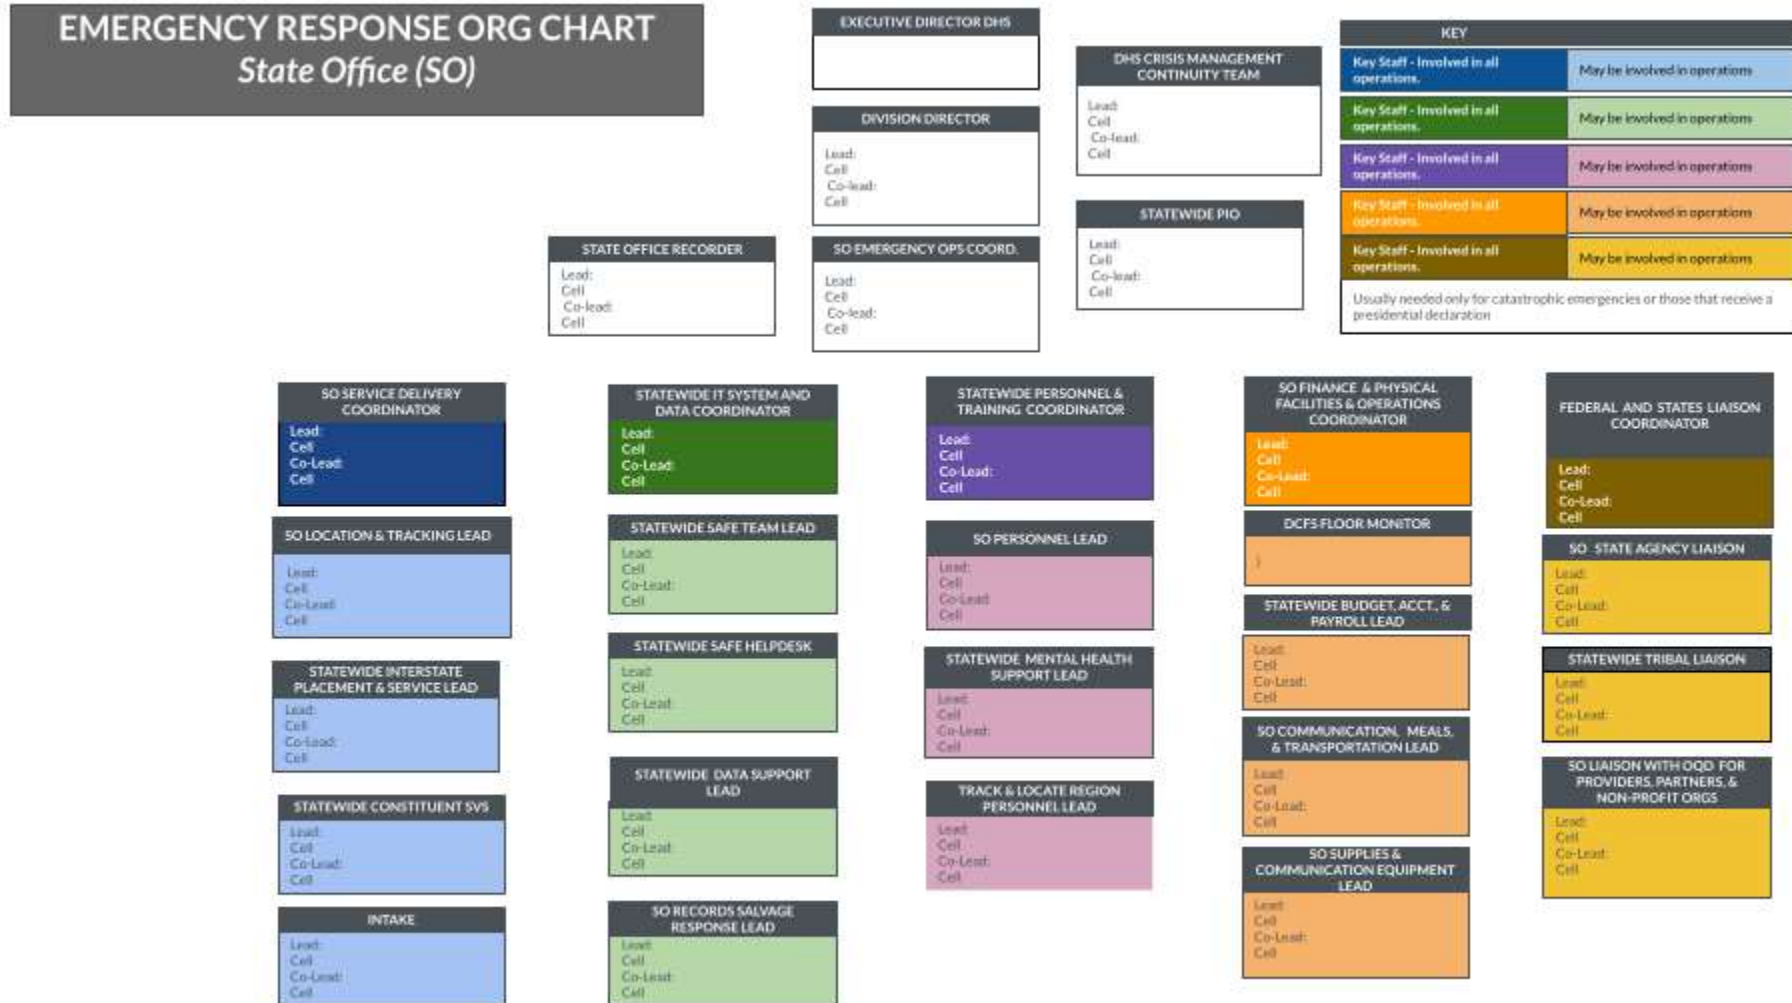 EMERGENCY RESPONSE ORG CHART
State Office (SO)
EXECUTIVE DIRECTOR DHS
DIVISION DIRECTOR
Lead:
Cell
Co-lead:
Cell
DHS CRISIS MANAGEMENT
CONTINUITY TEAM
Lead:
Cell
Co-lead:
Cell
KEY
Key Staff - Involved in all
operations.
May be involved in operations
Key Staff - Involved in all
operations.
May be involved in operations
Key Staff - Involved in all
operations.
May be involved in operations
Key Staff - Involved in all
operations.
May be involved in operations
Key Staff - Involved in all
operations.
May be involved in operations
Usually needed only for catastrophic emergencies or those that receive a
presidential declaration
STATE OFFICE RECORDER
Lead:
Cell
Co-lead:
Cell
SO EMERGENCY OPS COORD.
Lead:
Cell
Co-lead:
Cell
STATEWIDE PIO
Lead:
Cell
Co-lead:
Cell
SO SERVICE DELIVERY
COORDINATOR
Lead:
Cell
Co-Lead:
Cell
SO LOCATION & TRACKING LEAD
Lead:
Cell
Co-Lead:
Cell
STATEWIDE INTERSTATE
PLACEMENT & SERVICE LEAD
Lead:
Cell
Co-Lead:
Cell
STATEWIDE CONSTITUENT SVS
Lead:
Cell
Co-Lead:
Cell
INTAKE
Lead:
Cell
Co-Lead:
Cell
STATEWIDE IT SYSTEM AND
DATA COORDINATOR
Lead:
Cell
Co-Lead:
Cell
STATEWIDE SAFE TEAM LEAD
Lead:
Cell
Co-Lead:
Cell
STATEWIDE SAFE HELPDESK
Lead:
Cell
Co-Lead:
Cell
STATEWIDE DATA SUPPORT
LEAD
Lead:
Cell
Co-Lead:
Cell
SO RECORDS SALVAGE
RESPONSE LEAD
Lead:
Cell
Co-Lead:
Cell
STATEWIDE PERSONNEL &
TRAINING COORDINATOR
Lead:
Cell
Co-Lead:
Cell
SO PERSONNEL LEAD
Lead:
Cell
Co-Lead:
Cell
STATEWIDE MENTAL HEALTH
SUPPORT LEAD
Lead:
Cell
Co-Lead:
Cell
TRACK & LOCATE REGION
PERSONNEL LEAD
Lead:
Cell
Co-Lead:
Cell
SO FINANCE & PHYSICAL
FACILITIES & OPERATIONS
COORDINATOR
Lead:
Cell
Co-Lead:
Cell
DCFS FLOOR MONITOR
)
STATEWIDE BUDGET, ACCT., &
PAYROLL LEAD
Lead:
Cell
Co-Lead:
Cell
SO COMMUNICATION, MEALS,
& TRANSPORTATION LEAD
Lead:
Cell
Co-Lead:
Cell
SO SUPPLIES &
COMMUNICATION EQUIPMENT
LEAD
Lead:
Cell
Co-Lead:
Cell
FEDERAL AND STATES LIAISON
COORDINATOR
Lead:
Cell
Co-Lead:
Cell
SO STATE AGENCY LIAISON
Lead:
Cell
Co-Lead:
Cell
STATEWIDE TRIBAL LIAISON
Lead:
Cell
Co-Lead:
Cell
SO LIAISON WITH OQD FOR
PROVIDERS, PARTNERS, &
NON-PROFIT ORGS
Lead:
Cell
Co-Lead:
Cell